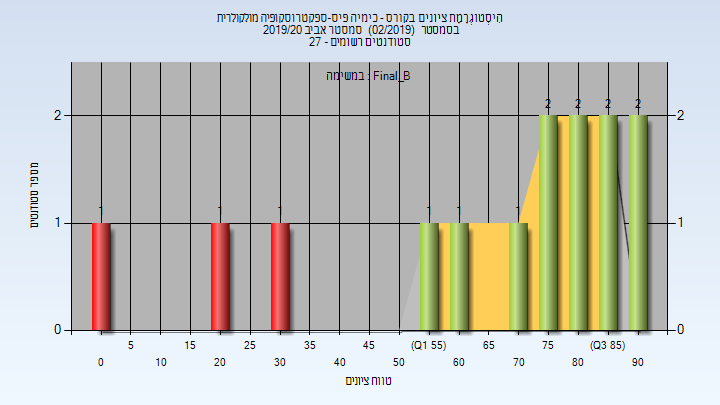 היסטוגרמת ציונים בקורס - כימיה פיס-ספקטרוסקופיה מולקולרית
בסמסטר (02/2019) סמסטר אביב 2019/20
סטודנטים רשומים - 27
במשימה : Final_B
מספר סטודנטים
2 2 2 2 2 2
1 1 1 1 1 1 1 1
0 0
5 15 25 35 45 (Q1 55) 65 75 (Q3 85)
0 10 20 30 40 50 60 70 80 90
טווח ציונים